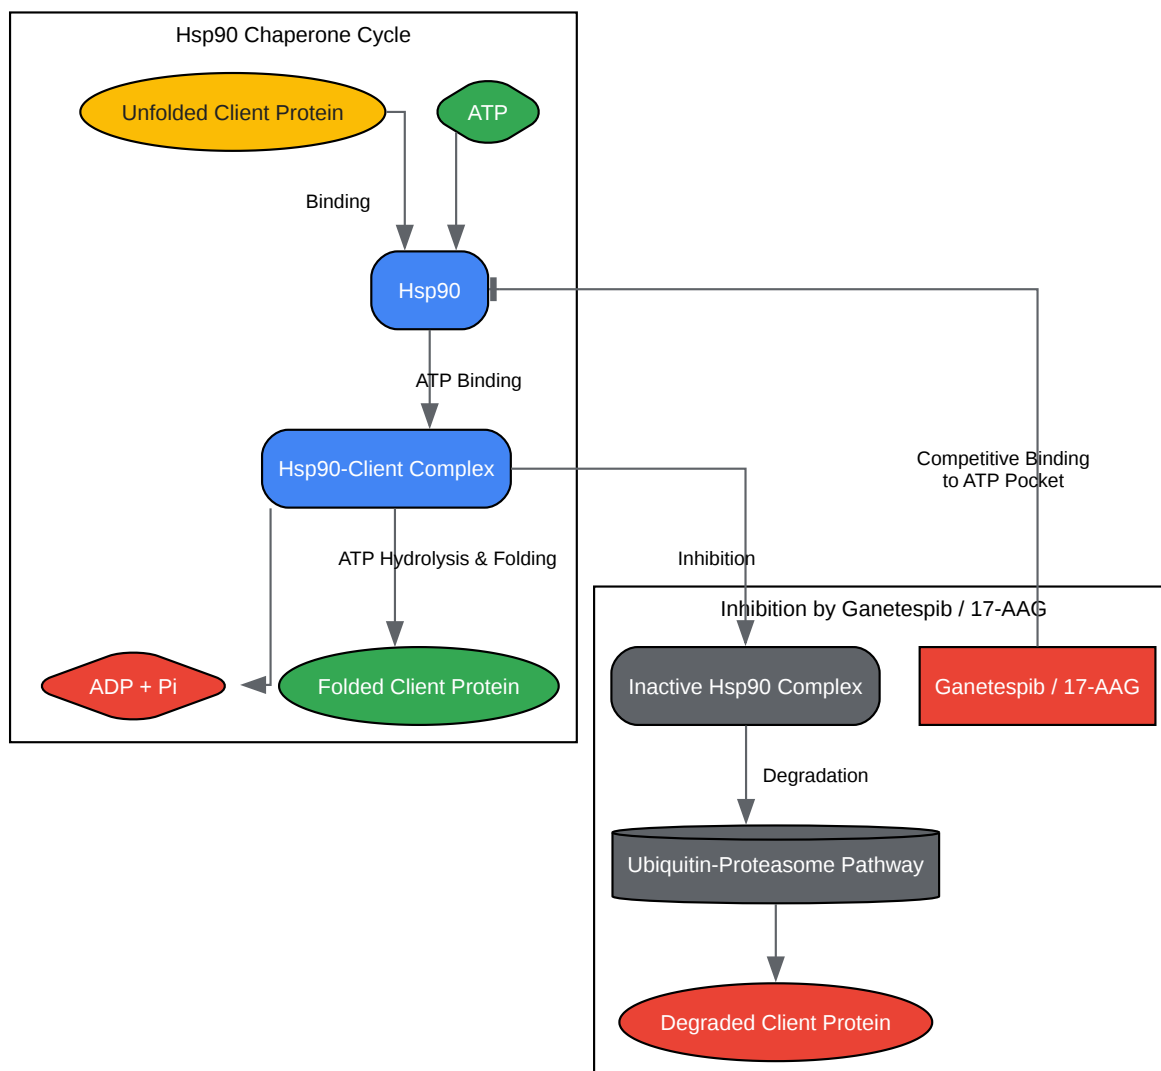 Hsp90 Chaperone Cycle
Unfolded Client Protein
ATP
Binding
Hsp90
ATP Binding
Hsp90-Client Complex
Competitive Binding
to ATP Pocket
ATP Hydrolysis & Folding
Inhibition
Inhibition by Ganetespib / 17-AAG
ADP + Pi
Folded Client Protein
Inactive Hsp90 Complex
Ganetespib / 17-AAG
Degradation
Ubiquitin-Proteasome Pathway
Degraded Client Protein